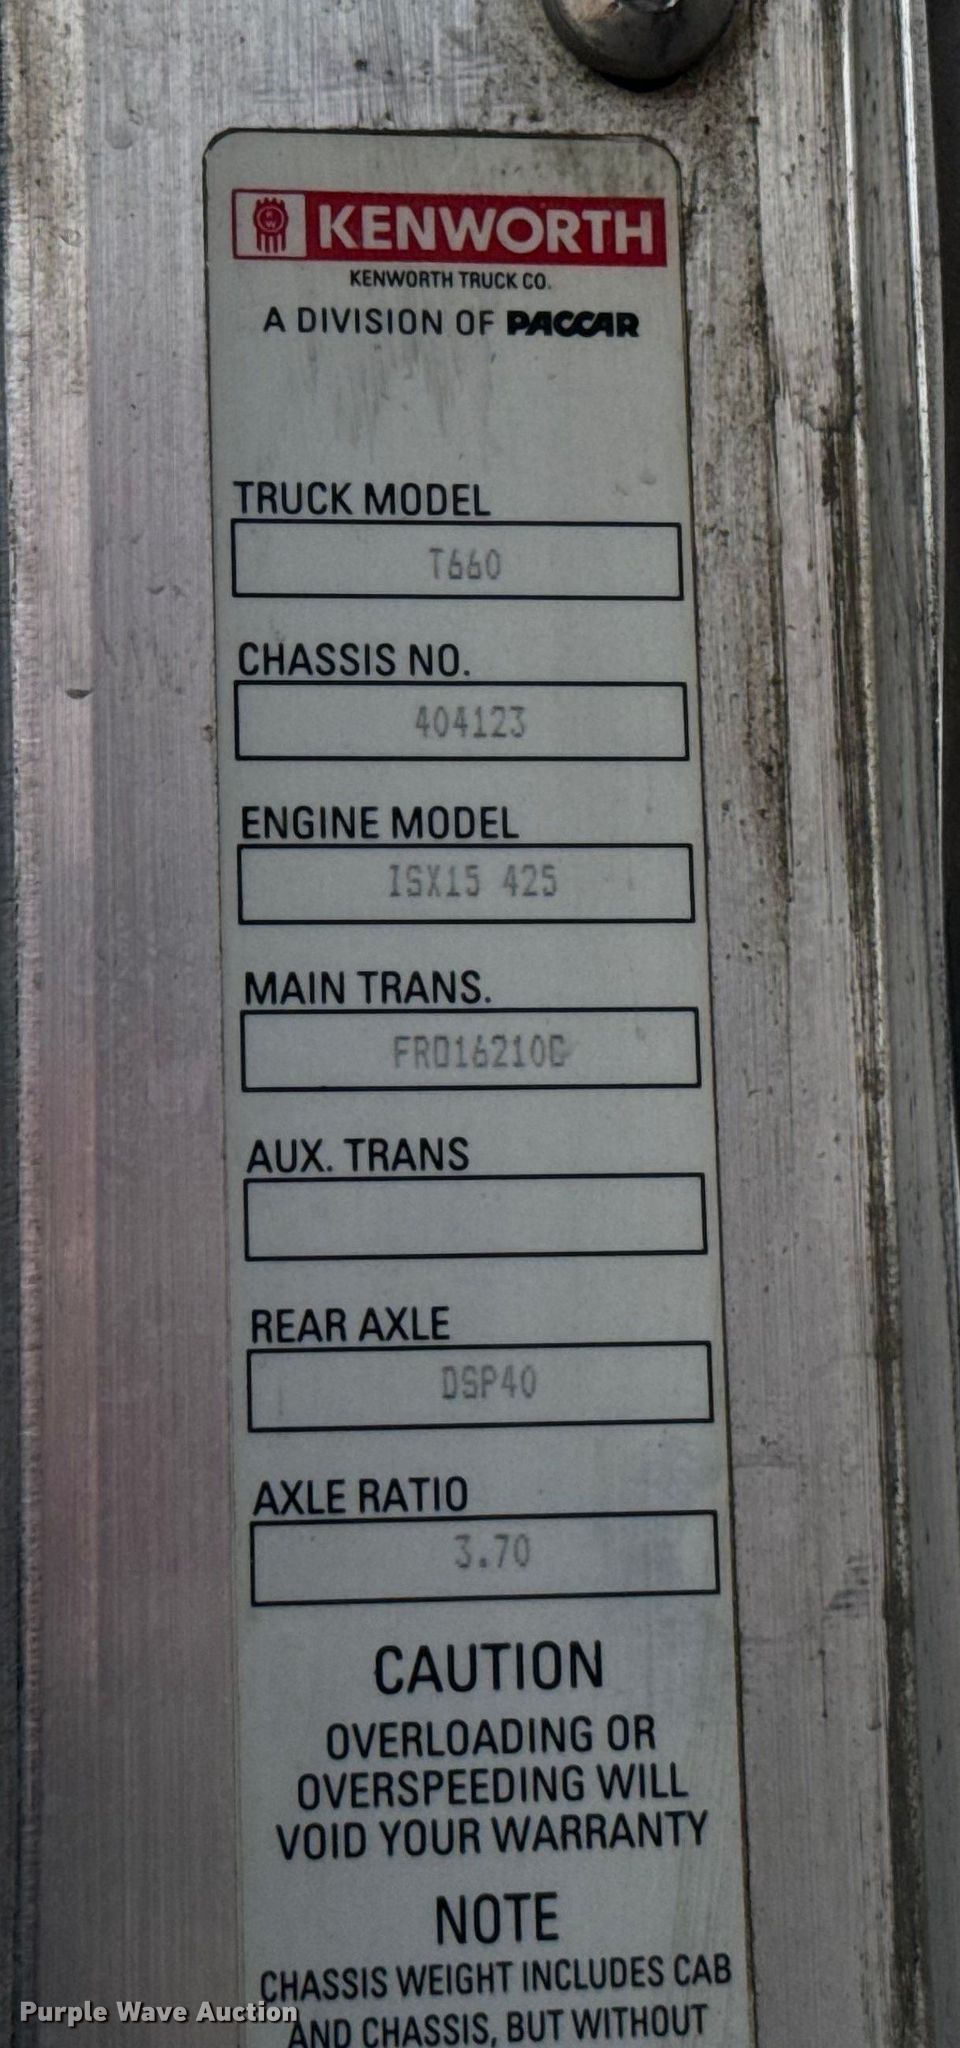 KENWORTH
KENWORTH TRUCK CO.
A DIVISION OF PACCAR
TRUCK MODEL
T660
CHASSIS NO.
404123
ENGINE MODEL
ISX15 425
MAIN TRANS.
AUX. TRANS
REAR AXLE
DSP40
AXLE RATIO
3.70
CAUTION
OVERLOADING OR
OVERSPEEDING WILL
VOID YOUR WARRANTY
NOTE
CHASSIS WEIGHT INCLUDES CAB
AND CHASSIS, BUT WITHOUT
Purple Wave Auction